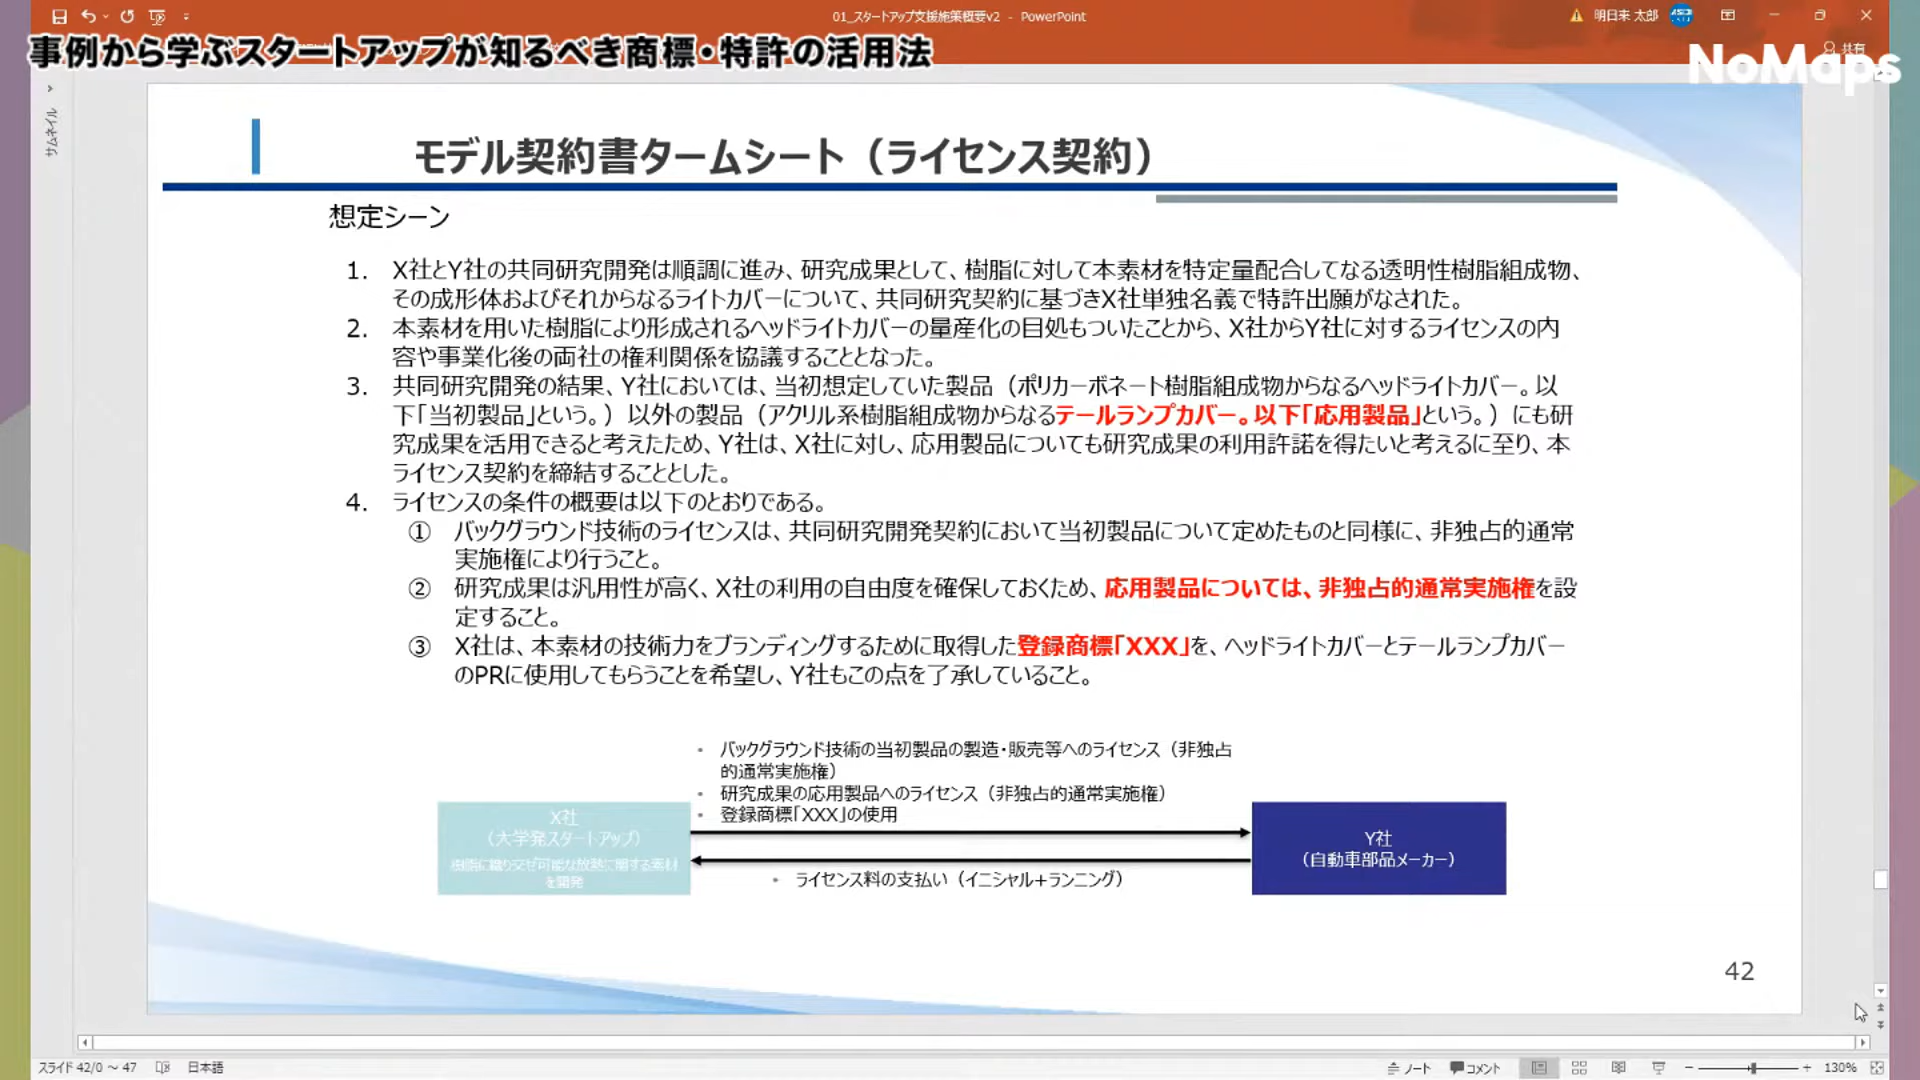 01_スタートアップ支援施策概要v2 - PowerPoint
明日来 太郎
共有
事例から学ぶスタートアップが知るべき商標・特許の活用法
NoMaps
サムネイル
モデル契約書タームシート（ライセンス契約）
想定シーン
1. X社とY社の共同研究開発は順調に進み、研究成果として、樹脂に対して本素材を特定量配合してなる透明性樹脂組成物、
その成形体およびそれからなるライトカバーについて、共同研究契約に基づきX社単独名義で特許出願がなされた。
2. 本素材を用いた樹脂により形成されるヘッドライトカバーの量産化の目処もついたことから、X社からY社に対するライセンスの内
容や事業化後の両社の権利関係を協議することとなった。
3. 共同研究開発の結果、Y社においては、当初想定していた製品（ポリカーボネート樹脂組成物からなるヘッドライトカバー。以
下「当初製品」という。）以外の製品（アクリル系樹脂組成物からなるテールランプカバー。以下「応用製品」という。）にも研
究成果を活用できると考えたため、Y社は、X社に対し、応用製品についても研究成果の利用許諾を得たいと考えるに至り、本
ライセンス契約を締結することとした。
4. ライセンスの条件の概要は以下のとおりである。
① バックグラウンド技術のライセンスは、共同研究開発契約において当初製品について定めたものと同様に、非独占的通常
実施権により行うこと。
② 研究成果は汎用性が高く、X社の利用の自由度を確保しておくため、応用製品については、非独占的通常実施権を設
定すること。
③ X社は、本素材の技術力をブランディングするために取得した登録商標「XXX」を、ヘッドライトカバーとテールランプカバー
のPRに使用してもらうことを希望し、Y社もこの点を了承していること。
・ バックグラウンド技術の当初製品の製造・販売等へのライセンス（非独占
的通常実施権）
・ 研究成果の応用製品へのライセンス（非独占的通常実施権）
・ 登録商標「XXX」の使用
X社
（大学発スタートアップ）
樹脂に織り交ぜ可能な放熱に関する素材
を開発
Y社
（自動車部品メーカー）
・ ライセンス料の支払い（イニシャル+ランニング）
42
スライド 42/0 ～ 47
日本語
ノート
コメント
130%